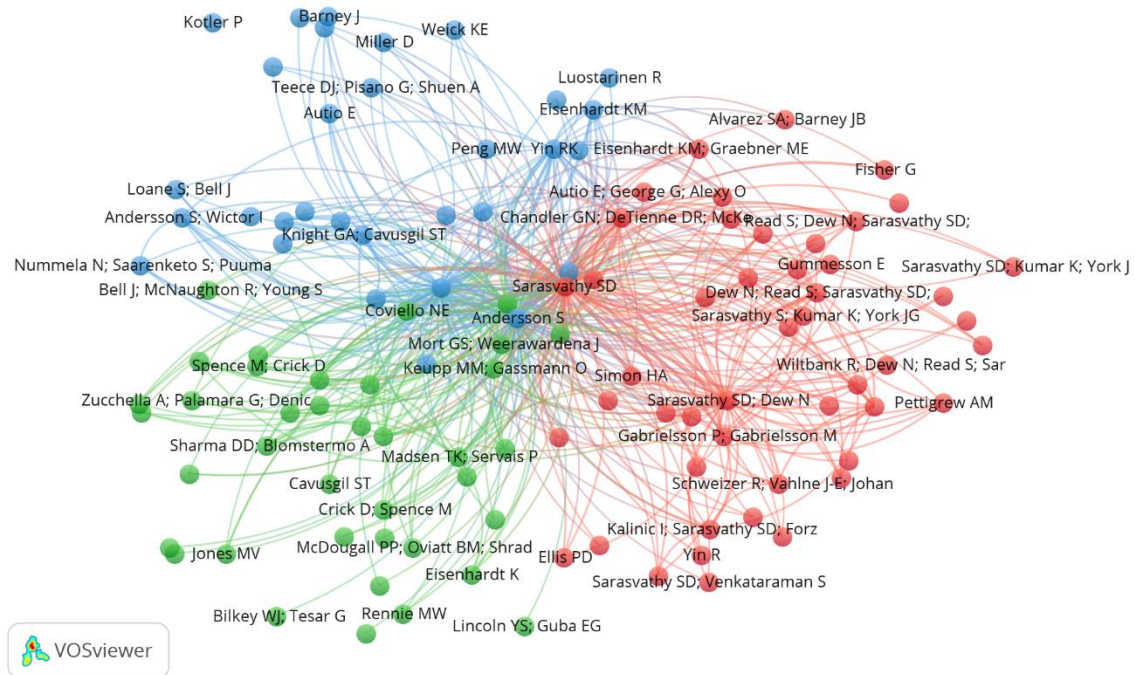 Kotler P
Barney J
Miller D
Weick KE
Teece DJ; Pisano G; Shuen A
Luostarinen R
Autio E
Eisenhardt KM
Alvarez SA; Barney JB
Peng MW
Yin RK
Eisenhardt KM; Graebner ME
Fisher G
Loane S; Bell J
Autio E; George G; Alexy O
Andersson S; Wictor I
Chandler GN; DeTienne DR; McKe
Read S; Dew N; Sarasvathy SD;
Knight GA; Cavusgil ST
Nummela N; Saarenketo S; Puuma
Gummesson E
Sarasvathy SD; Kumar K; York J
Bell J; McNaughton R; Young S
Sarasvathy SD
Dew N; Read S; Sarasvathy SD;
Coviello NE
Andersson S
Sarasvathy S; Kumar K; York JG
Mort GS; Weerawardena J
Spence M; Crick D
Keupp MM; Gassmann O
Simon HA
Wiltbank R; Dew N; Read S; Sar
Zucchella A; Palamara G; Denic
Sarasvathy SD; Dew N
Pettigrew AM
Sharma DD; Blomstermo A
Madsen TK; Servais P
Gabrielsson P; Gabrielsson M
Cavusgil ST
Schweizer R; Vahlne J-E; Johan
Crick D; Spence M
Kalinic I; Sarasvathy SD; Forz
Jones MV
McDougall PP; Oviatt BM; Shrad
Ellis PD
Yin R
Eisenhardt K
Sarasvathy SD; Venkataraman S
Bilkey WJ; Tesar G
Rennie MW
Lincoln YS; Guba EG
VOSviewer